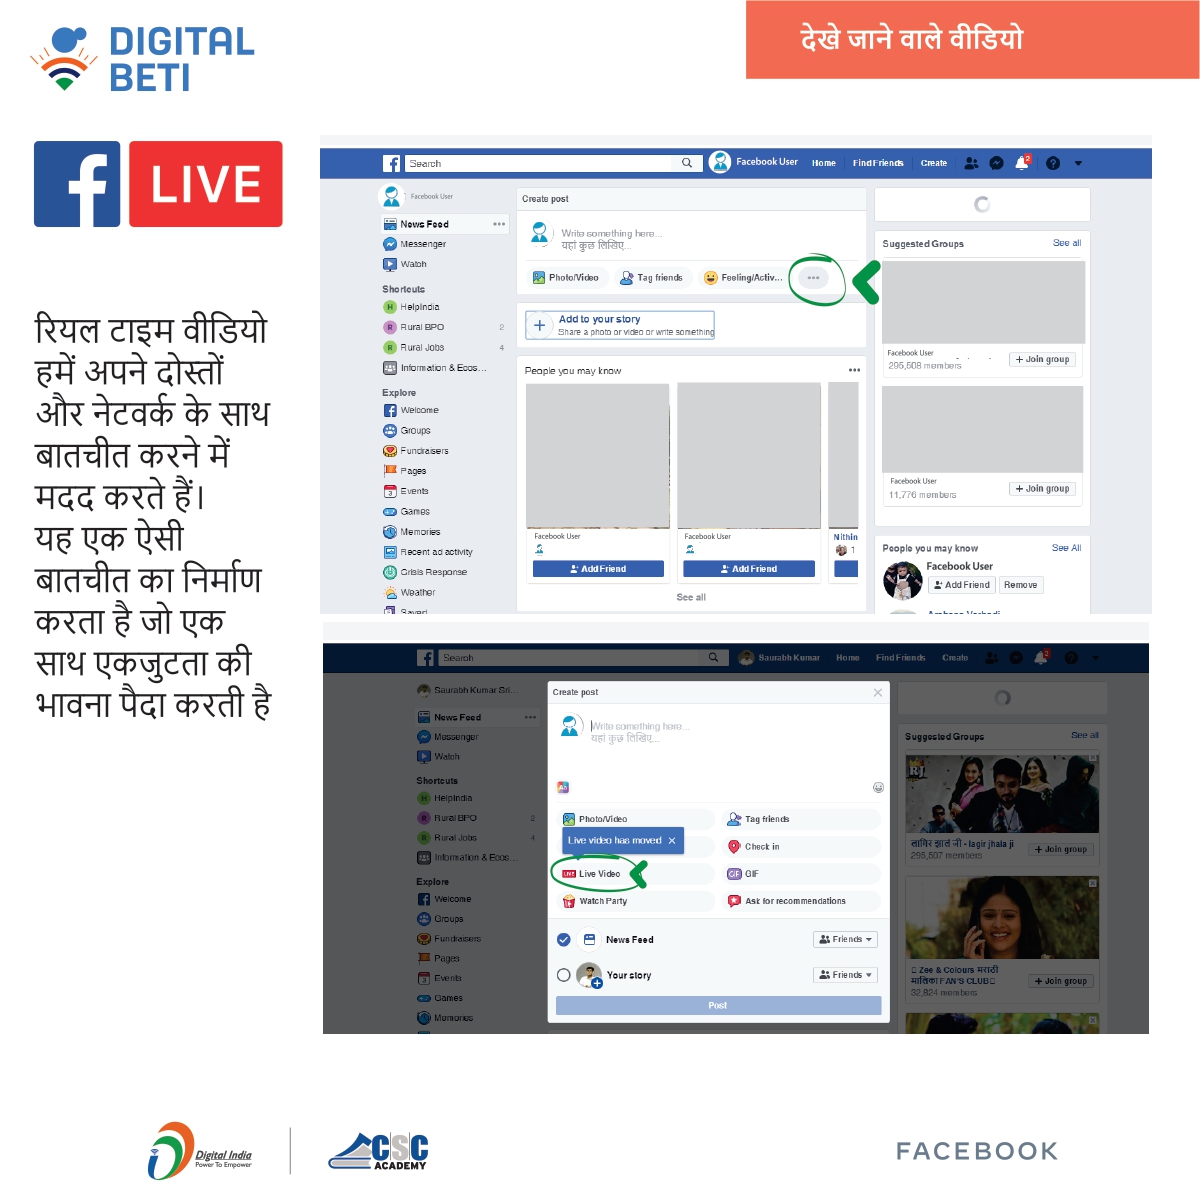 DIGITAL
BETI
देखे जाने वाले वीडियो
f LIVE
रियल टाइम वीडियो
हमें अपने दोस्तों
और नेटवर्क के साथ
बातचीत करने में
मदद करते हैं।
यह एक ऐसी
बातचीत का निर्माण
करता है जो एक
साथ एकजुटता की
भावना पैदा करती है
Search
Facebook User Home Find Friends Create 2
Facebook User
News Feed
Messenger
Watch
Shortcuts
H HelpIndia
R Rural BPO 2
R Rural Jobs 4
Information & Ecos...
Explore
Welcome
Groups
Fundraisers
Pages
Events
Games
Memories
Recent ad activity
Crisis Response
Weather
Saved
Create post
Write something here...
यहां कुछ लिखिए...
Photo/Video Tag friends Feeling/Activ...
Add to your story
Share a photo or video or write something
People you may know
Facebook User
Add Friend
Facebook User
Add Friend
Nithin
1
See all
Suggested Groups See all
Facebook User
295,508 members + Join group
Facebook User
11,776 members + Join group
People you may know See All
Facebook User
Add Friend Remove
Search
Saurabh Kumar Home Find Friends Create 2
Saurabh Kumar Sri...
News Feed
Messenger
Watch
Shortcuts
H HelpIndia
R Rural BPO 2
R Rural Jobs 4
Information & Ecos...
Explore
Welcome
Groups
Fundraisers
Pages
Events
Games
Memories
Create post
Write something here...
यहां कुछ लिखिए...
Photo/Video Tag friends
Live video has moved
Check in
LIVE Live Video GIF GIF
Watch Party Ask for recommendations
News Feed Friends
Your story Friends
Post
Suggested Groups See all
RJ
लागिर झालं जी - lagir jhala ji
295,507 members + Join group
Zee & Colours मराठी
मालिका FAN'S CLUB
32,824 members + Join group
Digital India
Power To Empower
CSC
ACADEMY
FACEBOOK